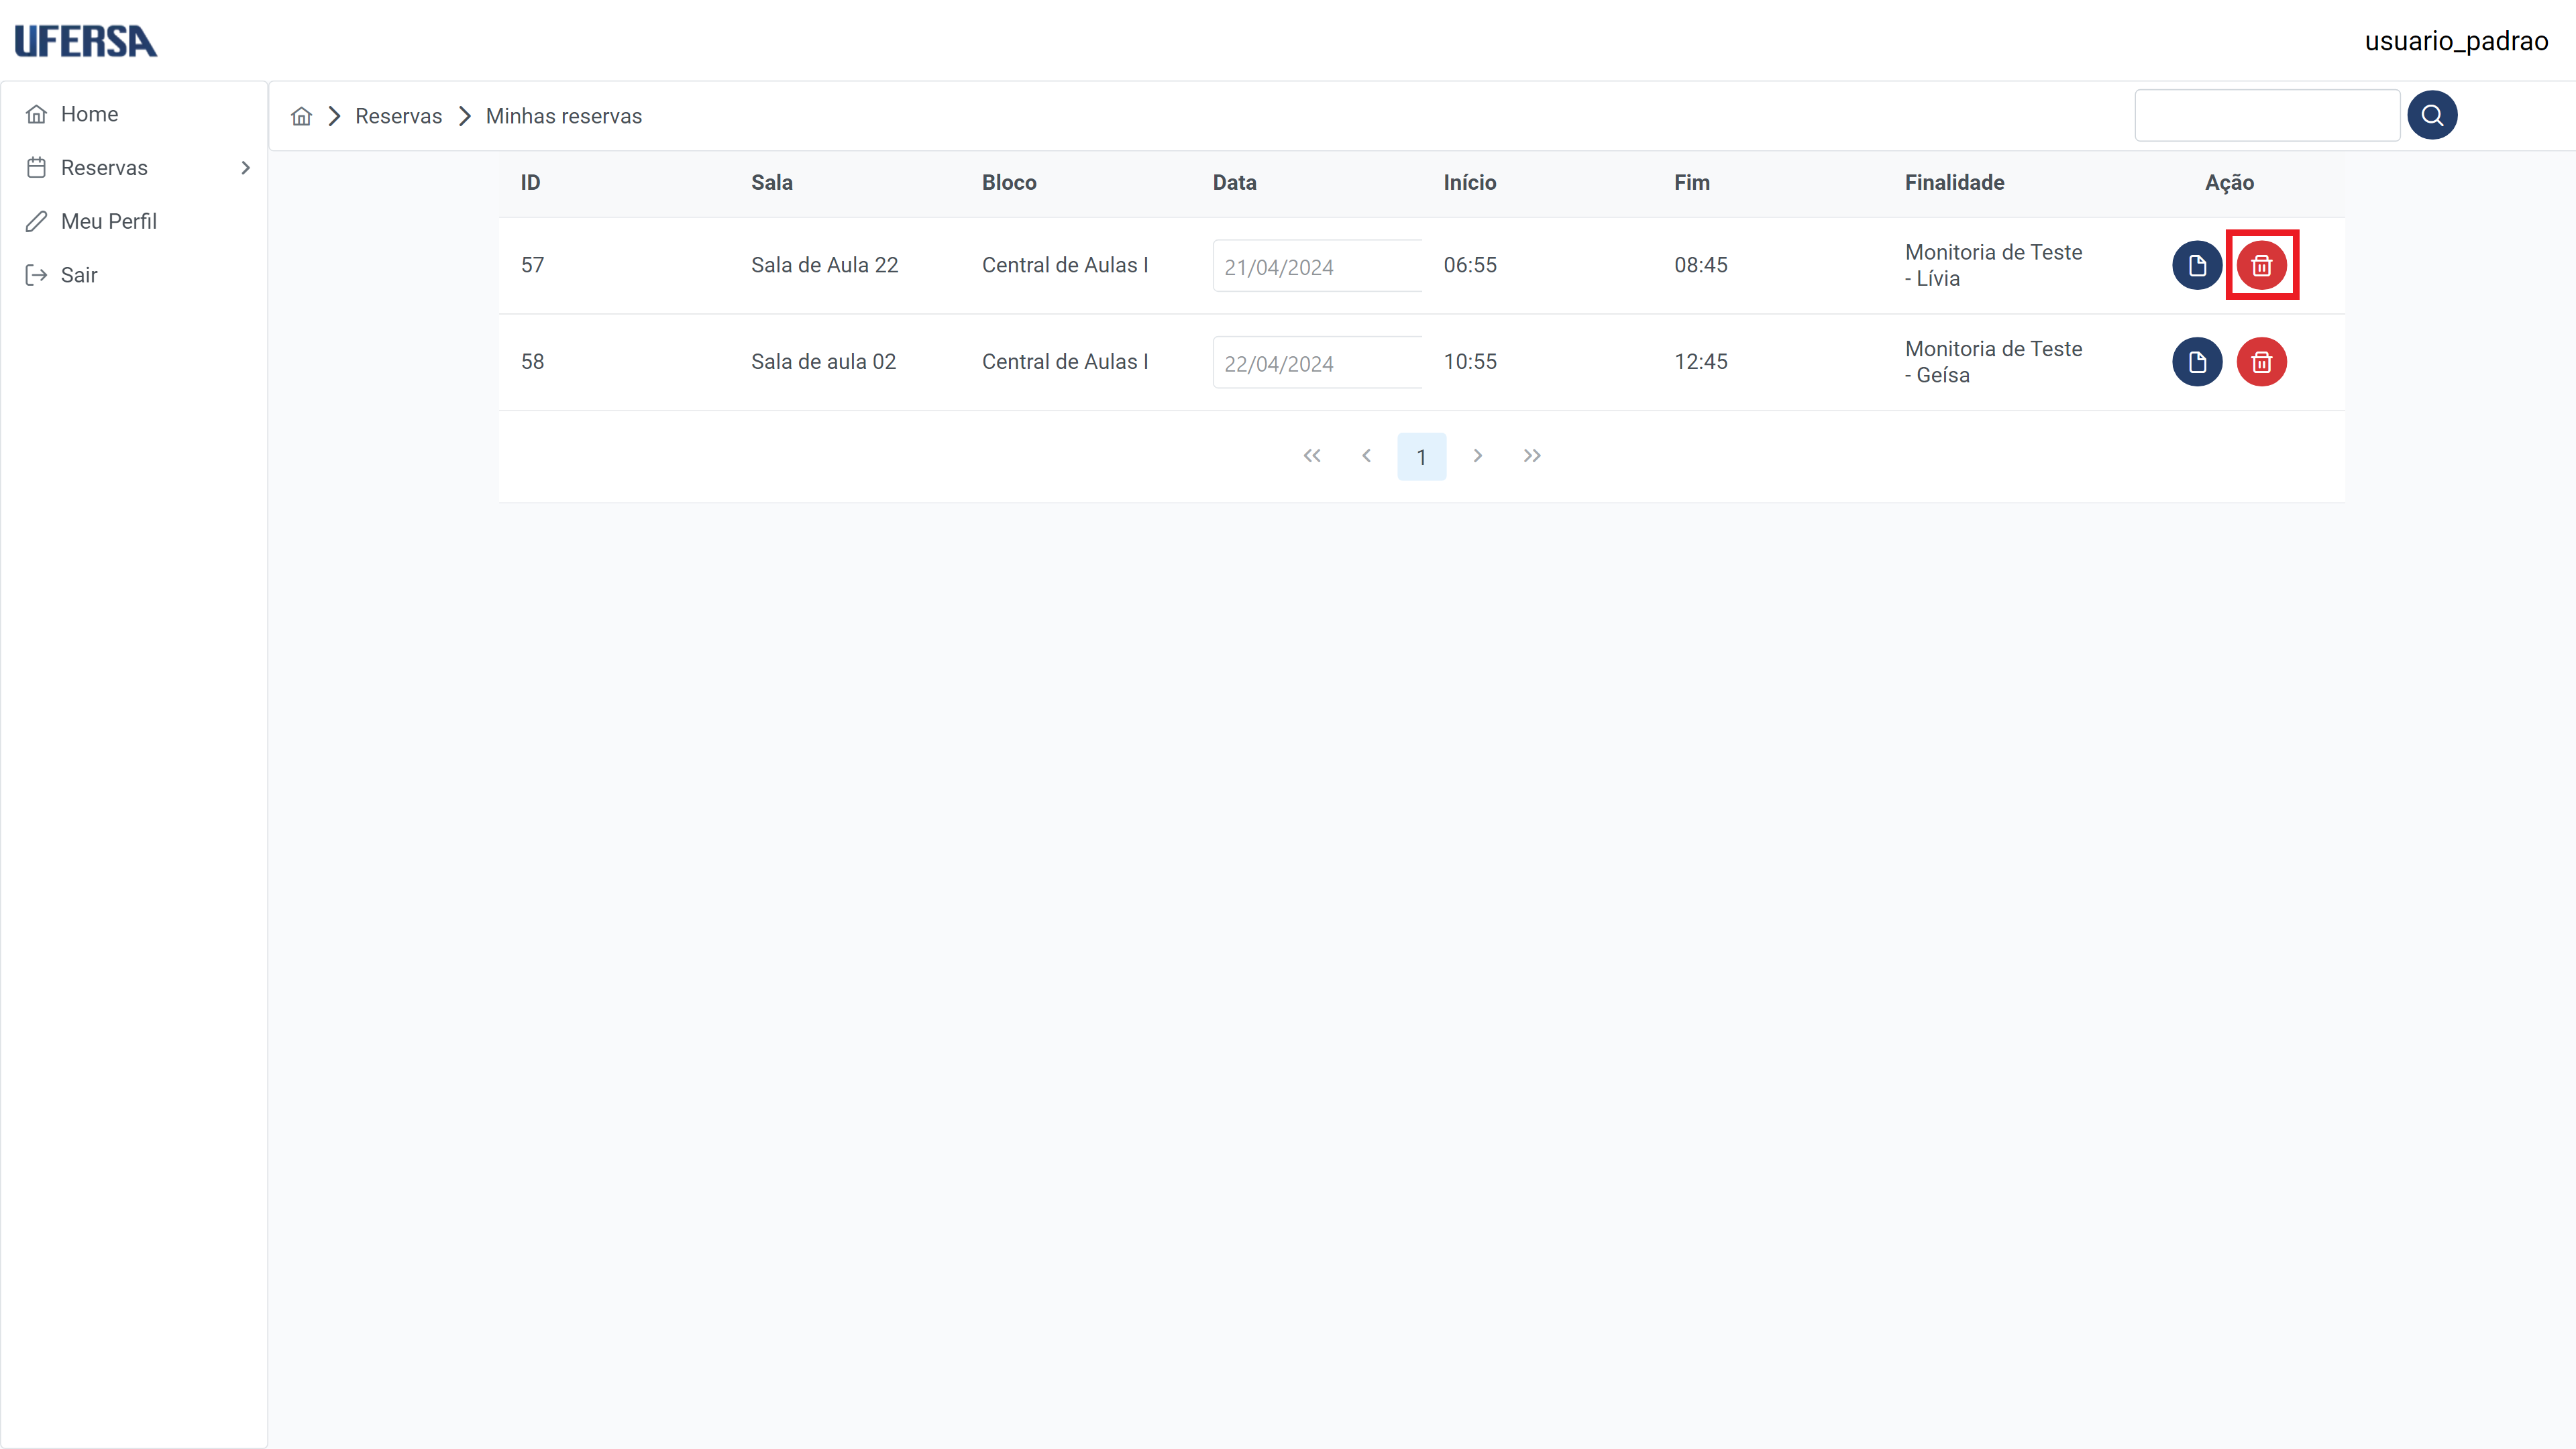 UFERSA
usuario_padrao
Home
Reservas
Meu Perfil
Sair
Reservas
Minhas reservas
ID Sala Bloco Data Início Fim Finalidade Ação
57 Sala de Aula 22 Central de Aulas I 21/04/2024 06:55 08:45 Monitoria de Teste
- Lívia
58 Sala de aula 02 Central de Aulas I 22/04/2024 10:55 12:45 Monitoria de Teste
- Geísa
1